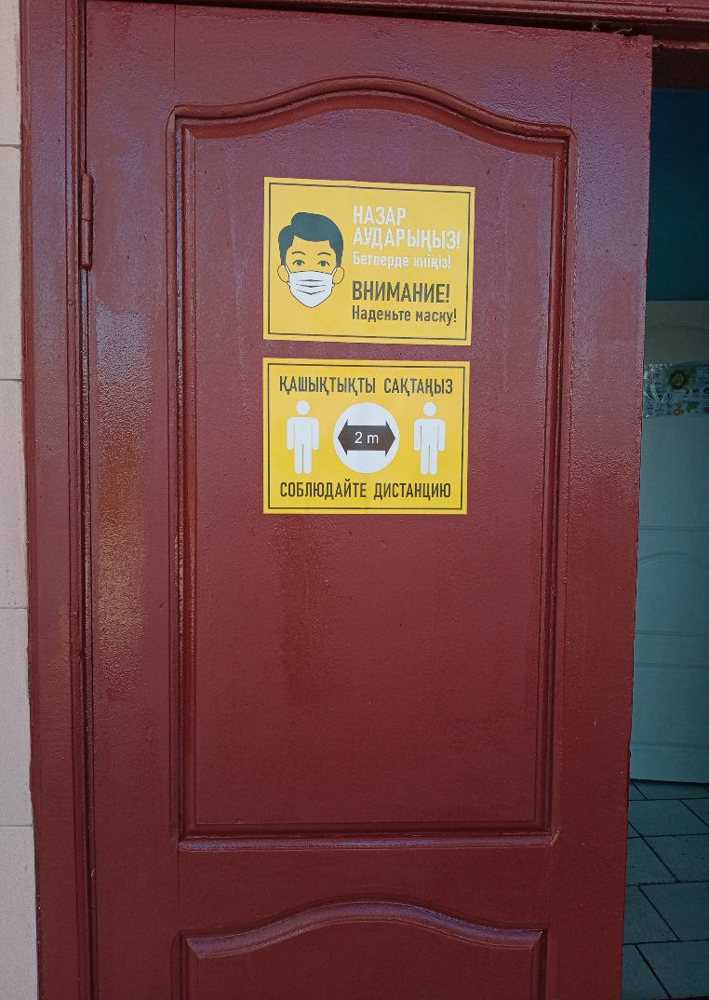 НАЗАР
АУДАРЫҢЫЗ!
Бетперде киіңіз!
ВНИМАНИЕ!
Наденьте маску!
ҚАШЫҚТЫҚТЫ САҚТАҢЫЗ
2 m
СОБЛЮДАЙТЕ ДИСТАНЦИЮ